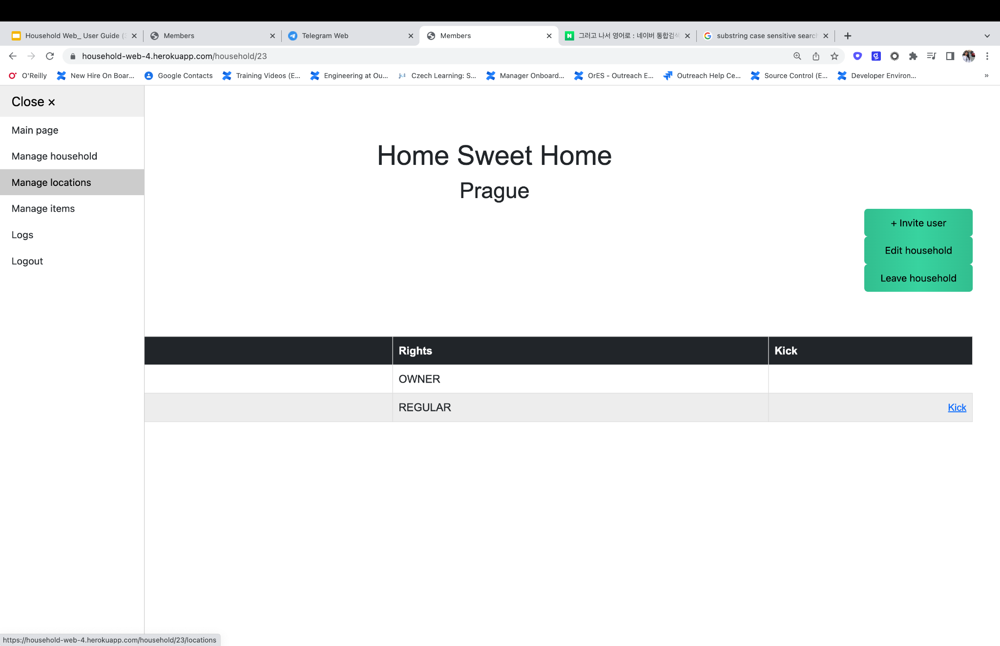 Household Web_ User Guide (3
Members
Telegram Web
Members
그러고 나서 영어로 : 네이버 통합검색
substring case sensitive search
household-web-4.herokuapp.com/household/23
O'Reilly
New Hire On Boar...
Google Contacts
Training Videos (E...
Engineering at Ou...
jul
Czech Learning: S...
Manager Onboard...
OrES - Outreach E...
Outreach Help Ce...
Source Control (E...
Developer Environ...
»
Close ×
Main page
Manage household
Manage locations
Manage items
Logs
Logout
Home Sweet Home
Prague
+ Invite user
Edit household
Leave household
Rights
Kick
OWNER
REGULAR
Kick
https://household-web-4.herokuapp.com/household/23/locations